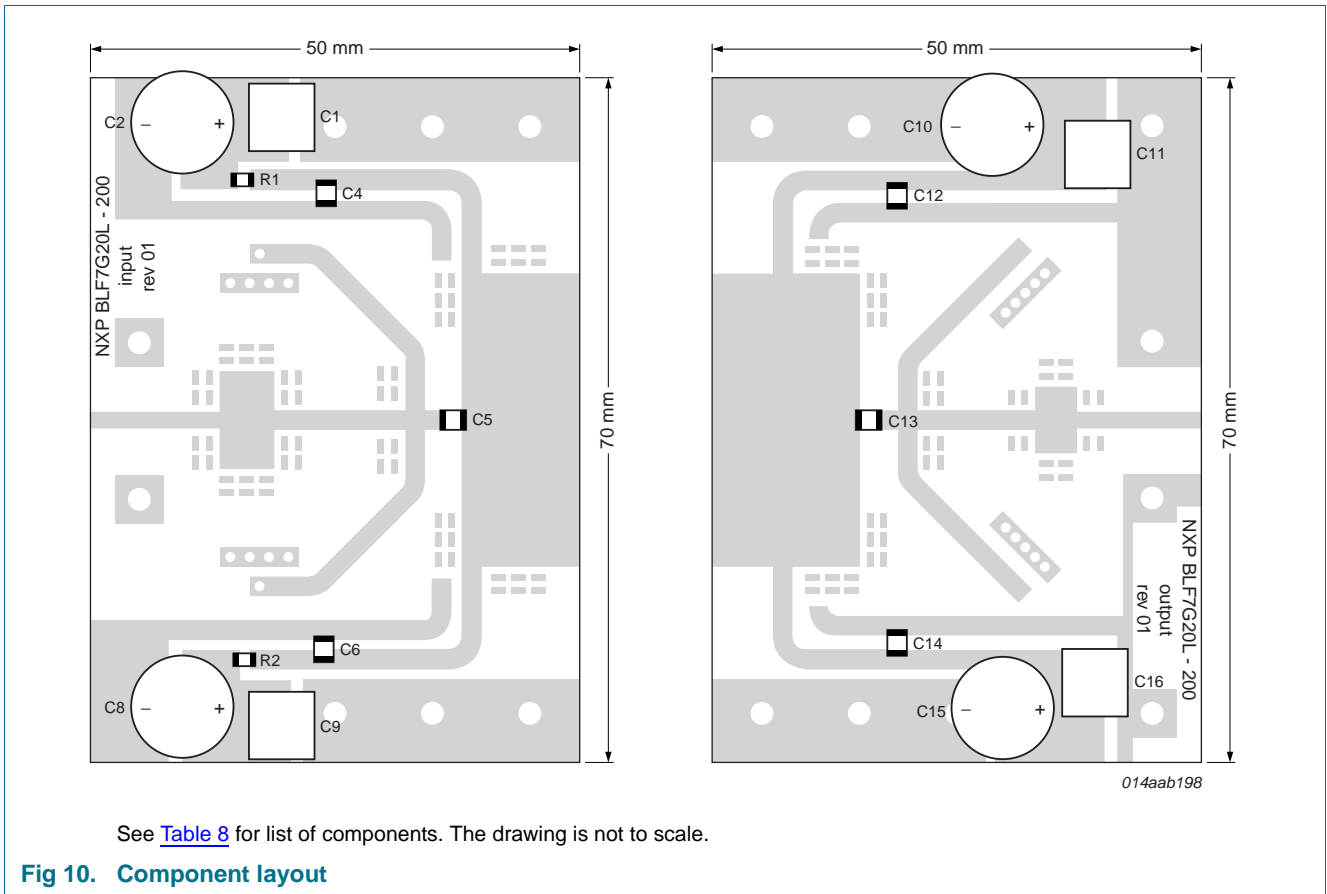 50 mm
50 mm
C2
− +
C1
R1
C4
NXP BLF7G20L - 200
input
rev 01
C5
70 mm
C6
R2
C8
− +
C9
C10
− +
C11
C12
C13
70 mm
NXP BLF7G20L - 200
output
rev 01
C14
C15
− +
C16
014aab198
See Table 8 for list of components. The drawing is not to scale.
Fig 10. Component layout